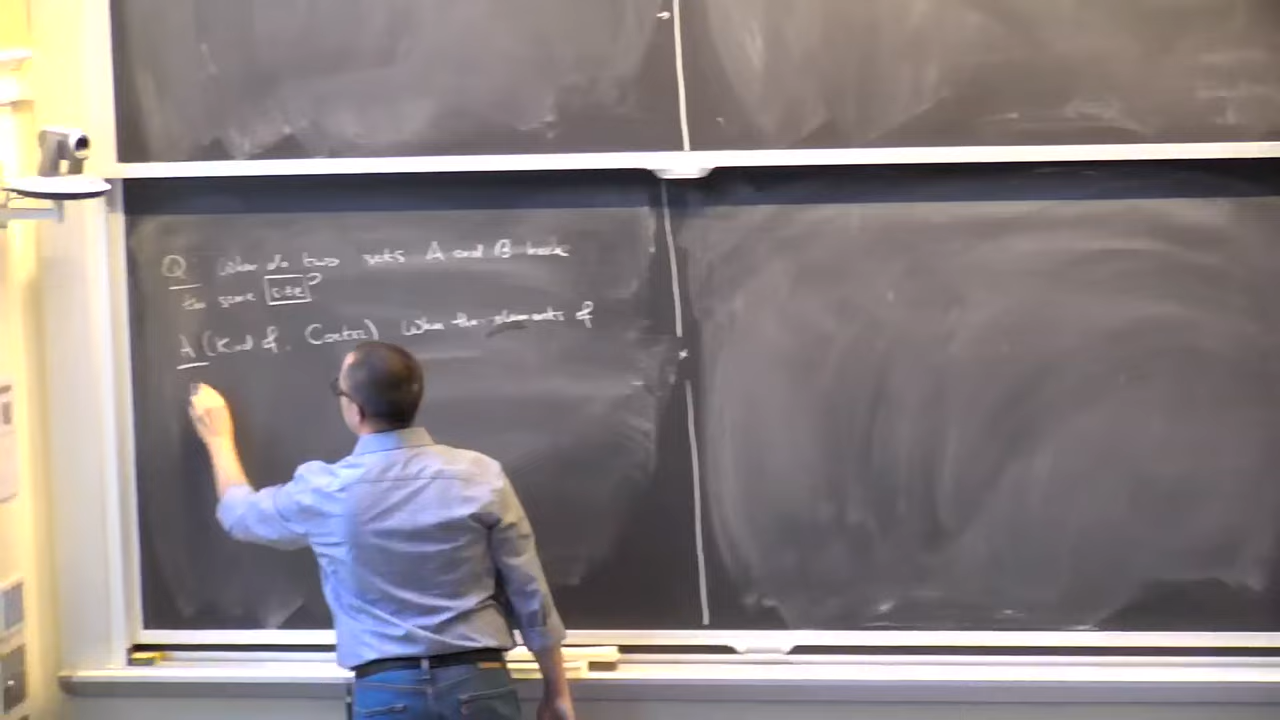 Q When do two sets A and B have
the same size?
A (Kind of. Cantor) When the elements of